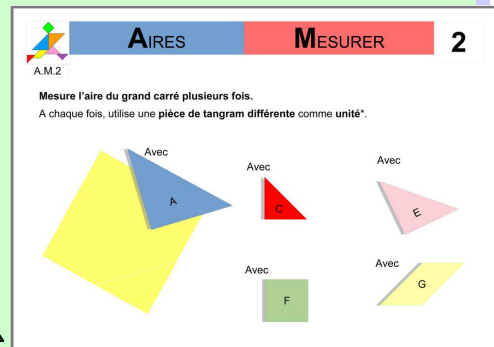 AIRES
MESURER
2
A.M.2
Mesure l'aire du grand carré plusieurs fois.
A chaque fois, utilise une pièce de tangram différente comme unité*.
Avec
A
Avec
C
Avec
E
Avec
F
Avec
G